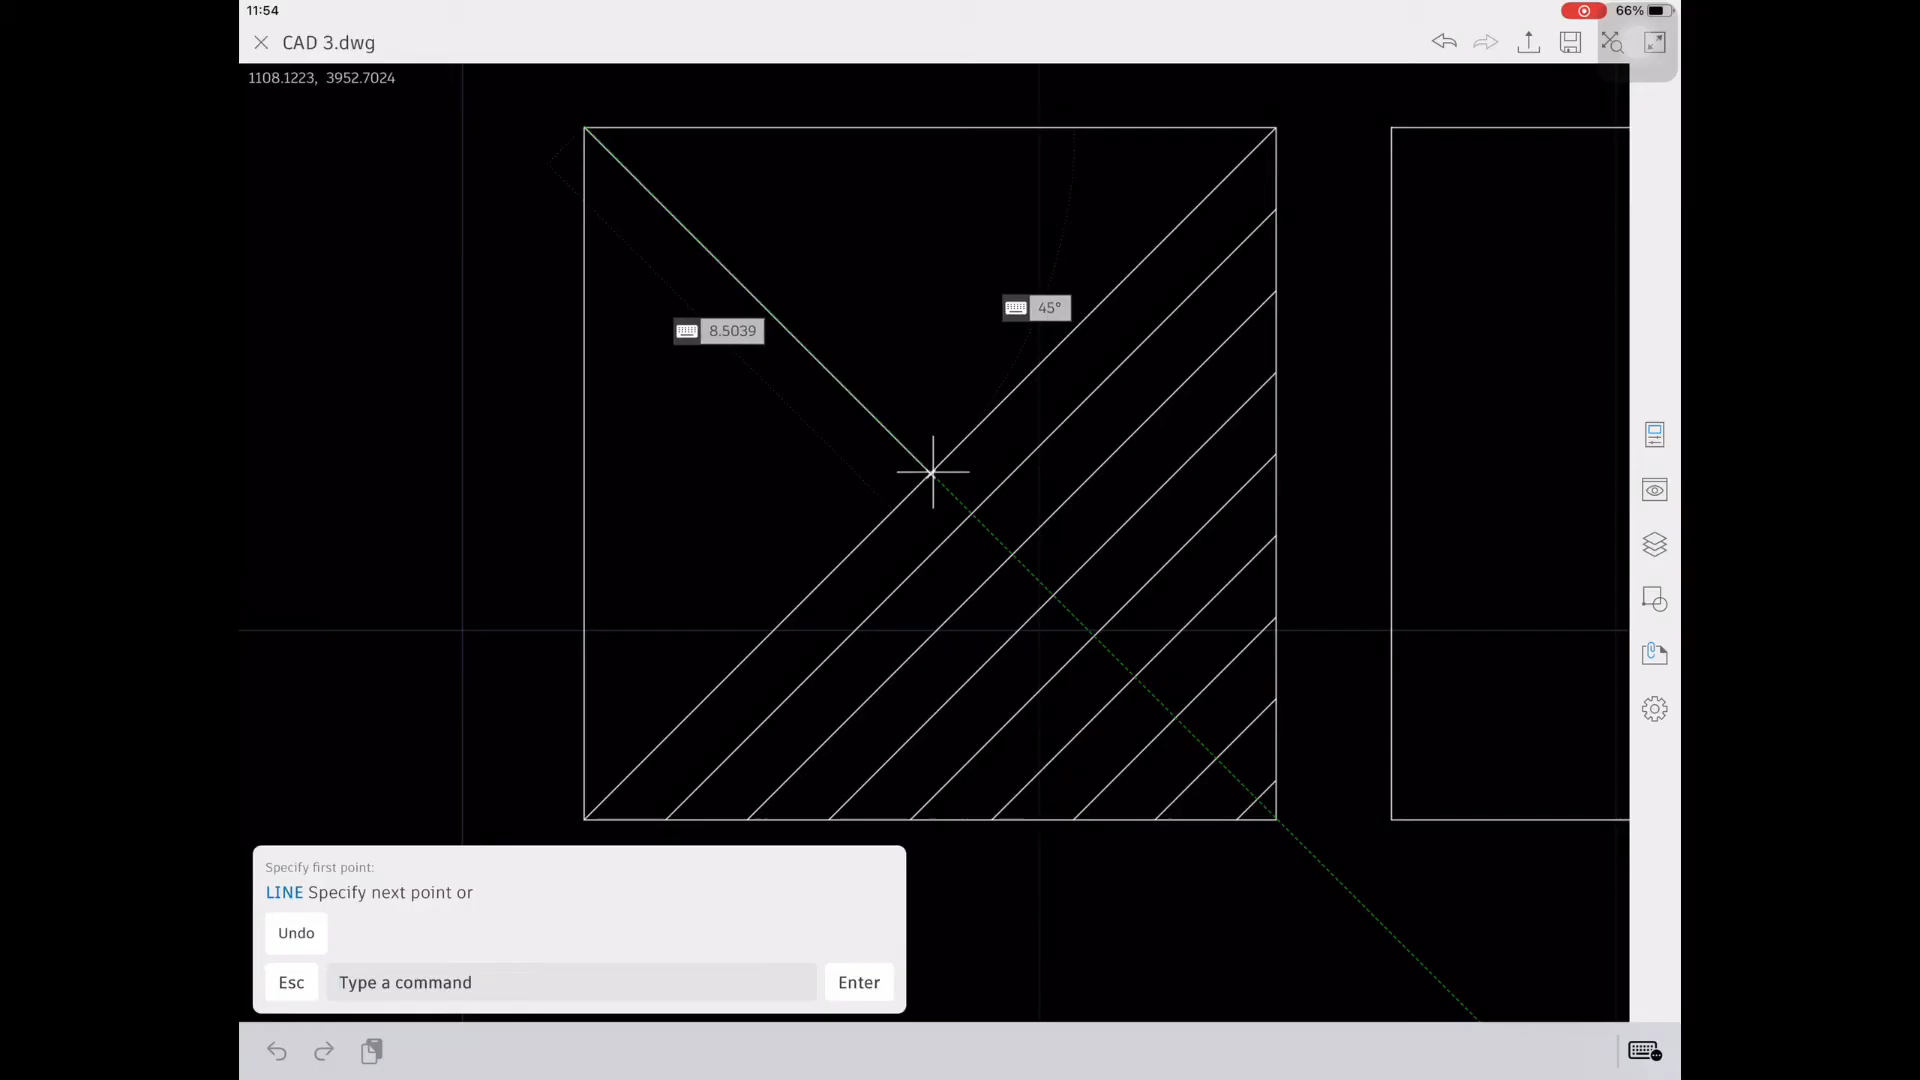 11:54
66%
CAD 3.dwg
1108.1223, 3952.7024
45°
8.5039
Specify first point:
LINE Specify next point or
Undo
Esc
Type a command
Enter